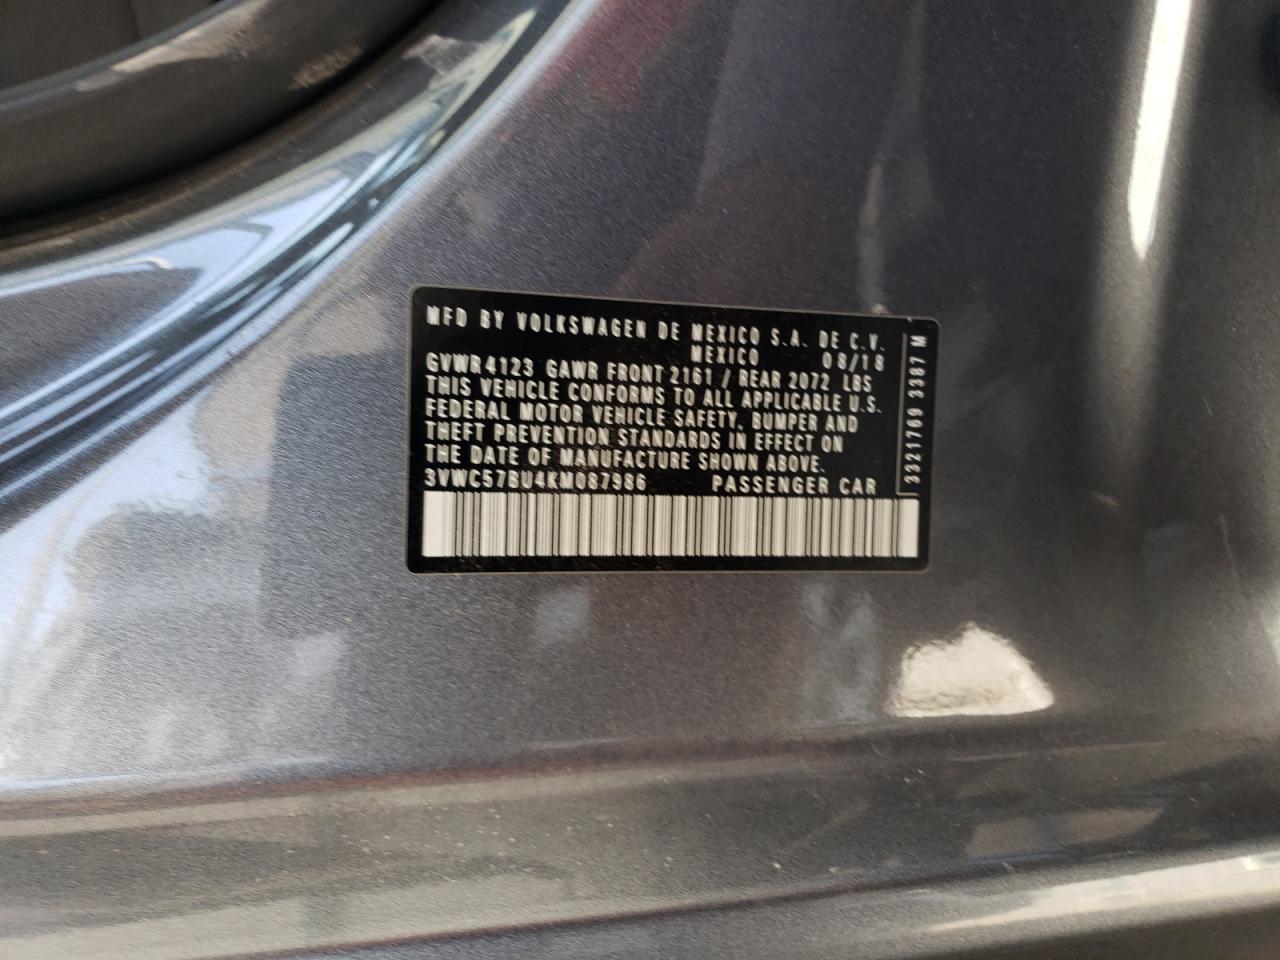 MFD BY VOLKSWAGEN DE MEXICO S.A. DE C.V.
MEXICO 08/18
GVWR 4123 GAWR FRONT 2161 / REAR 2072 LBS
THIS VEHICLE CONFORMS TO ALL APPLICABLE U.S.
FEDERAL MOTOR VEHICLE SAFETY, BUMPER AND
THEFT PREVENTION STANDARDS IN EFFECT ON
THE DATE OF MANUFACTURE SHOWN ABOVE.
3VWC57BU4KM087986 PASSENGER CAR
3321769 3387 M